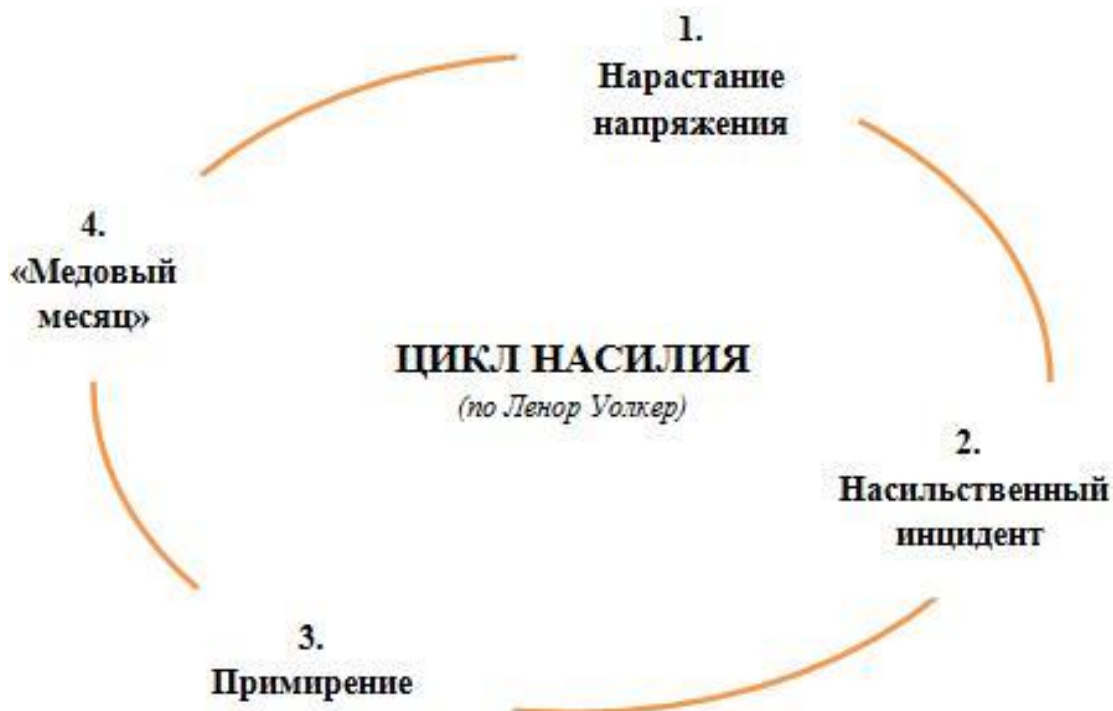 1.
Нарастание
напряжения
4.
«Медовый
месяц»
ЦИКЛ НАСИЛИЯ
(по Ленор Уолкер)
2.
Насильственный
инцидент
3.
Примирение